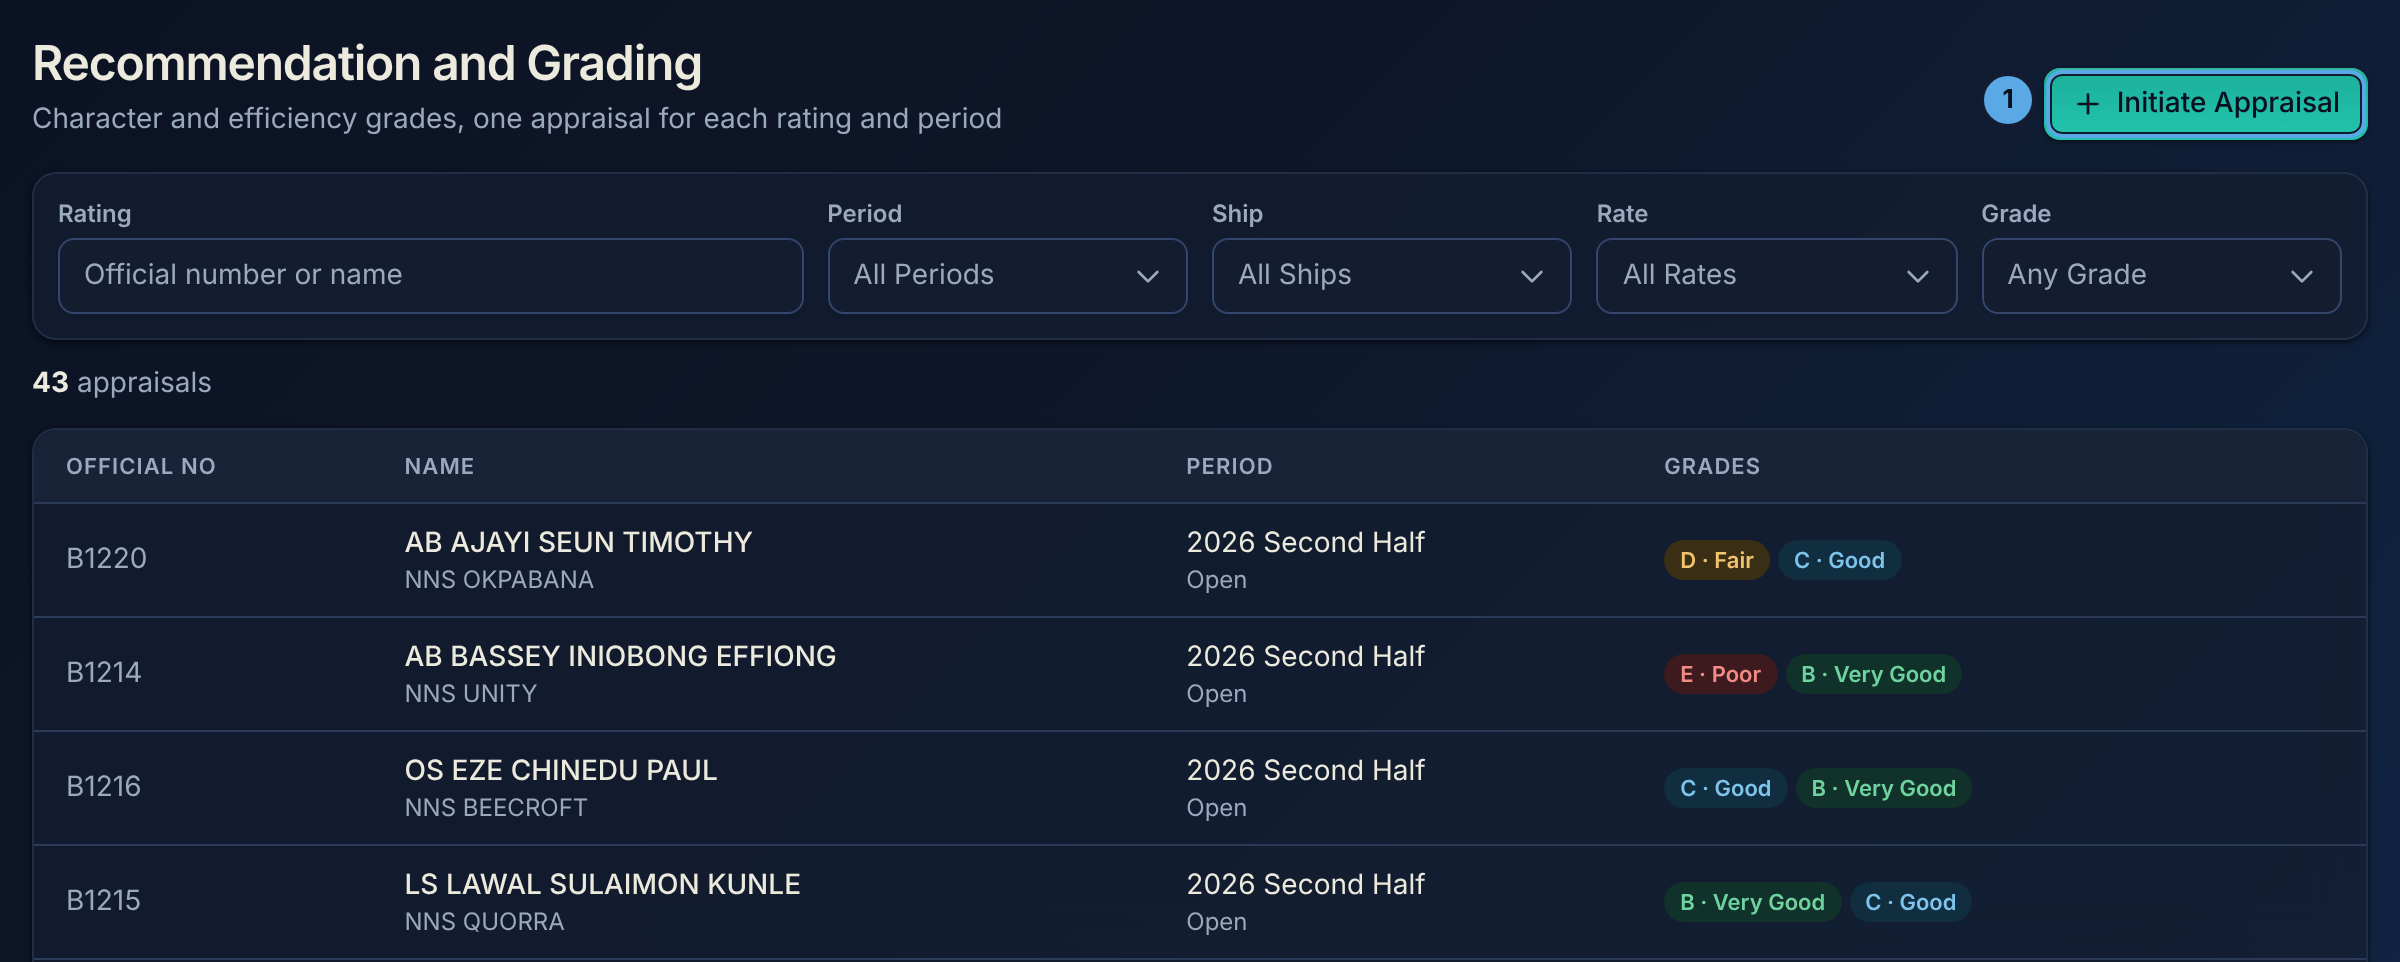 Recommendation and Grading
Character and efficiency grades, one appraisal for each rating and period
1
+ Initiate Appraisal
Rating
Period
Ship
Rate
Grade
Official number or name
All Periods
All Ships
All Rates
Any Grade
43 appraisals
OFFICIAL NO
NAME
PERIOD
GRADES
B1220
AB AJAYI SEUN TIMOTHY
NNS OKPABANA
2026 Second Half
Open
D · Fair
C · Good
B1214
AB BASSEY INIOBONG EFFIONG
NNS UNITY
2026 Second Half
Open
E · Poor
B · Very Good
B1216
OS EZE CHINEDU PAUL
NNS BEECROFT
2026 Second Half
Open
C · Good
B · Very Good
B1215
LS LAWAL SULAIMON KUNLE
NNS QUORRA
2026 Second Half
Open
B · Very Good
C · Good